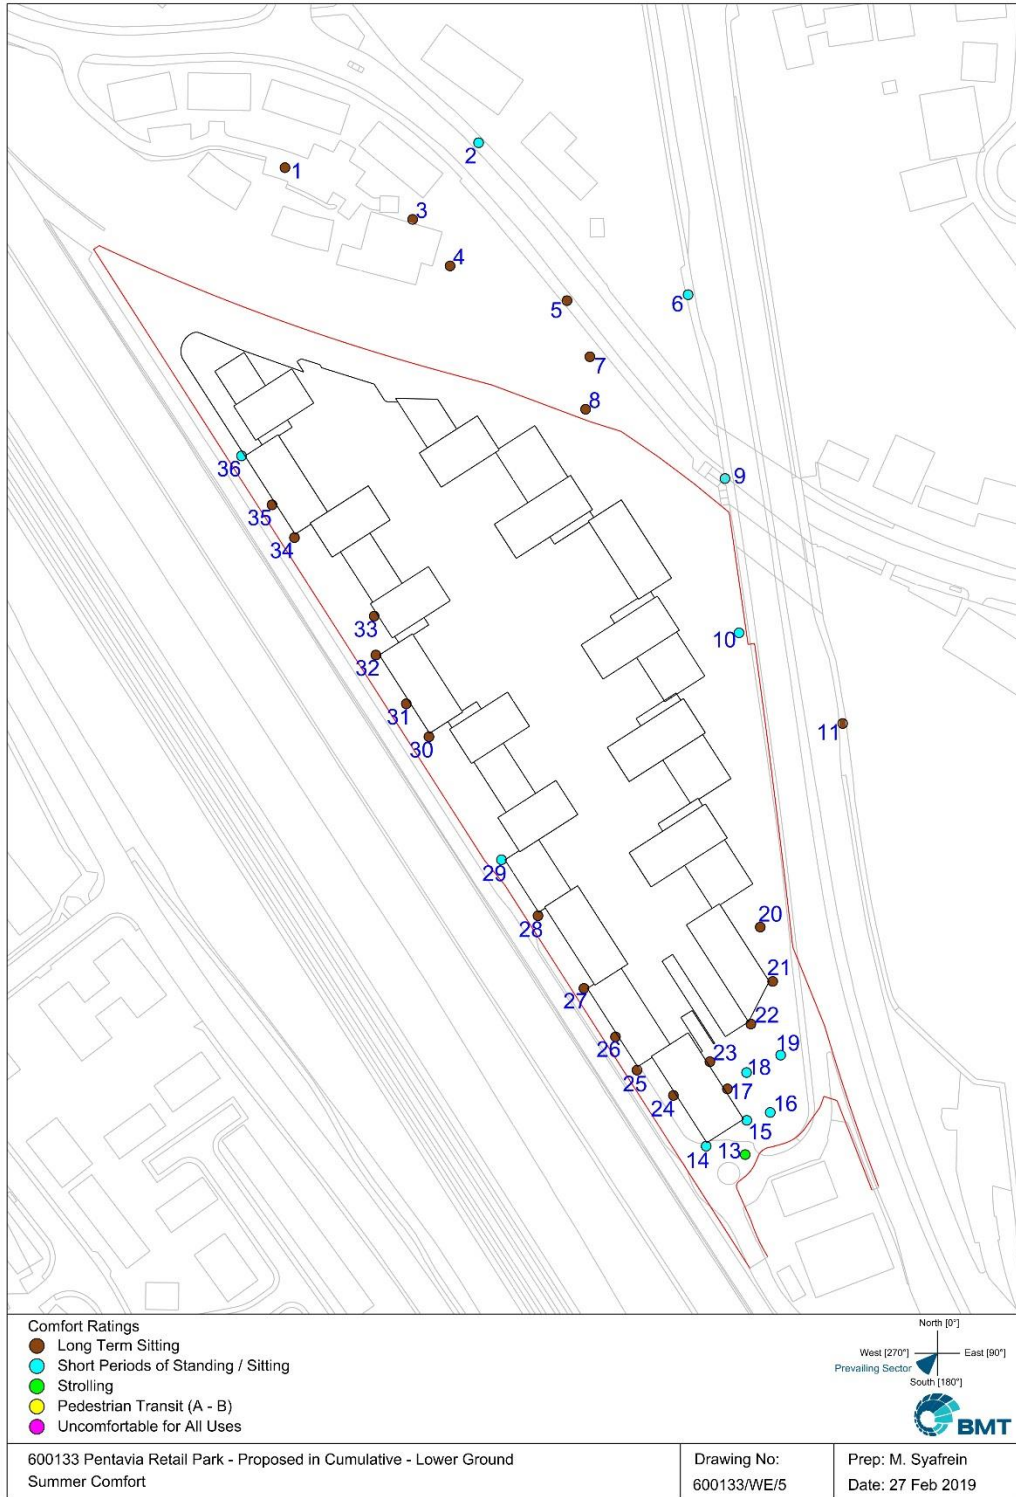 1
2
3
4
5
6
7
8
9
10
11
36
35
34
33
32
31
30
29
28
27
26
25
24
20
21
22
23
19
18
17
16
15
14
13
Comfort Ratings
Long Term Sitting
Short Periods of Standing / Sitting
Strolling
Pedestrian Transit (A - B)
Uncomfortable for All Uses
North [0°]
West [270°]
East [90°]
Prevailing Sector
South [180°]
BMT
600133 Pentavia Retail Park - Proposed in Cumulative - Lower Ground
Summer Comfort
Drawing No:
600133/WE/5
Prep: M. Syafrein
Date: 27 Feb 2019